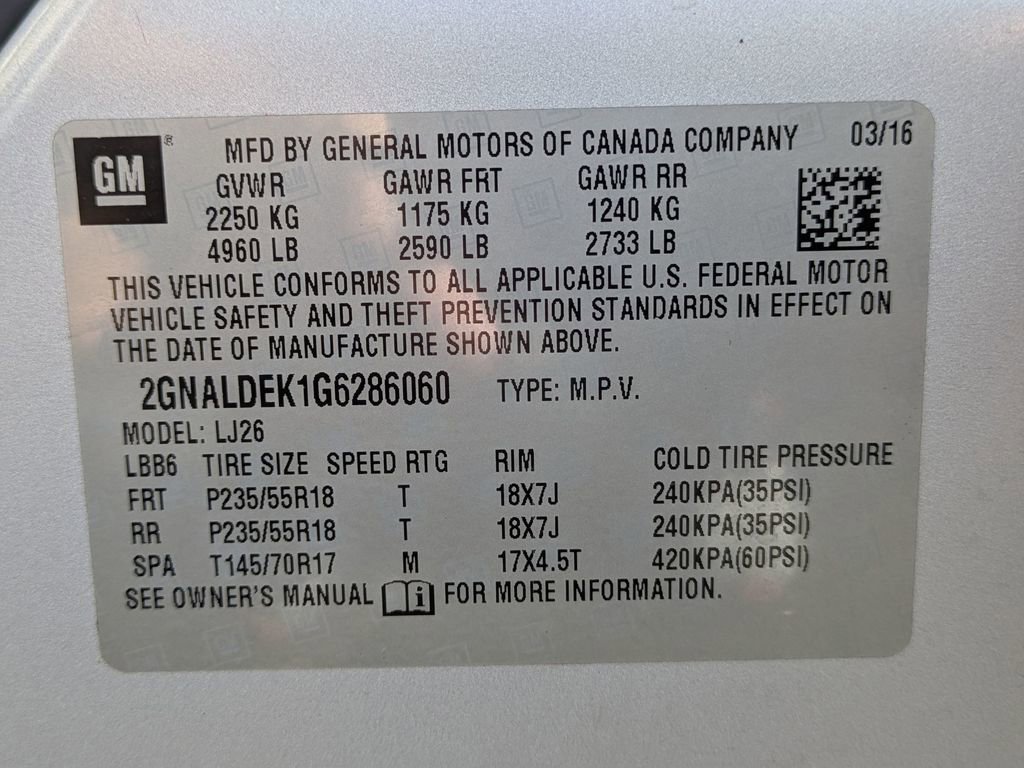 GM ® MFD BY GENERAL MOTORS OF CANADA COMPANY 03/16
GVWR GAWR FRT GAWR RR
2250 KG 1175 KG 1240 KG
4960 LB 2590 LB 2733 LB
THIS VEHICLE CONFORMS TO ALL APPLICABLE U.S. FEDERAL MOTOR
VEHICLE SAFETY AND THEFT PREVENTION STANDARDS IN EFFECT ON
THE DATE OF MANUFACTURE SHOWN ABOVE.
2GNALDEK1G6286060 TYPE: M.P.V.
MODEL: LJ26
LBB6 TIRE SIZE SPEED RTG RIM COLD TIRE PRESSURE
FRT P235/55R18 T 18X7J 240KPA(35PSI)
RR P235/55R18 T 18X7J 240KPA(35PSI)
SPA T145/70R17 M 17X4.5T 420KPA(60PSI)
SEE OWNER'S MANUAL i FOR MORE INFORMATION.